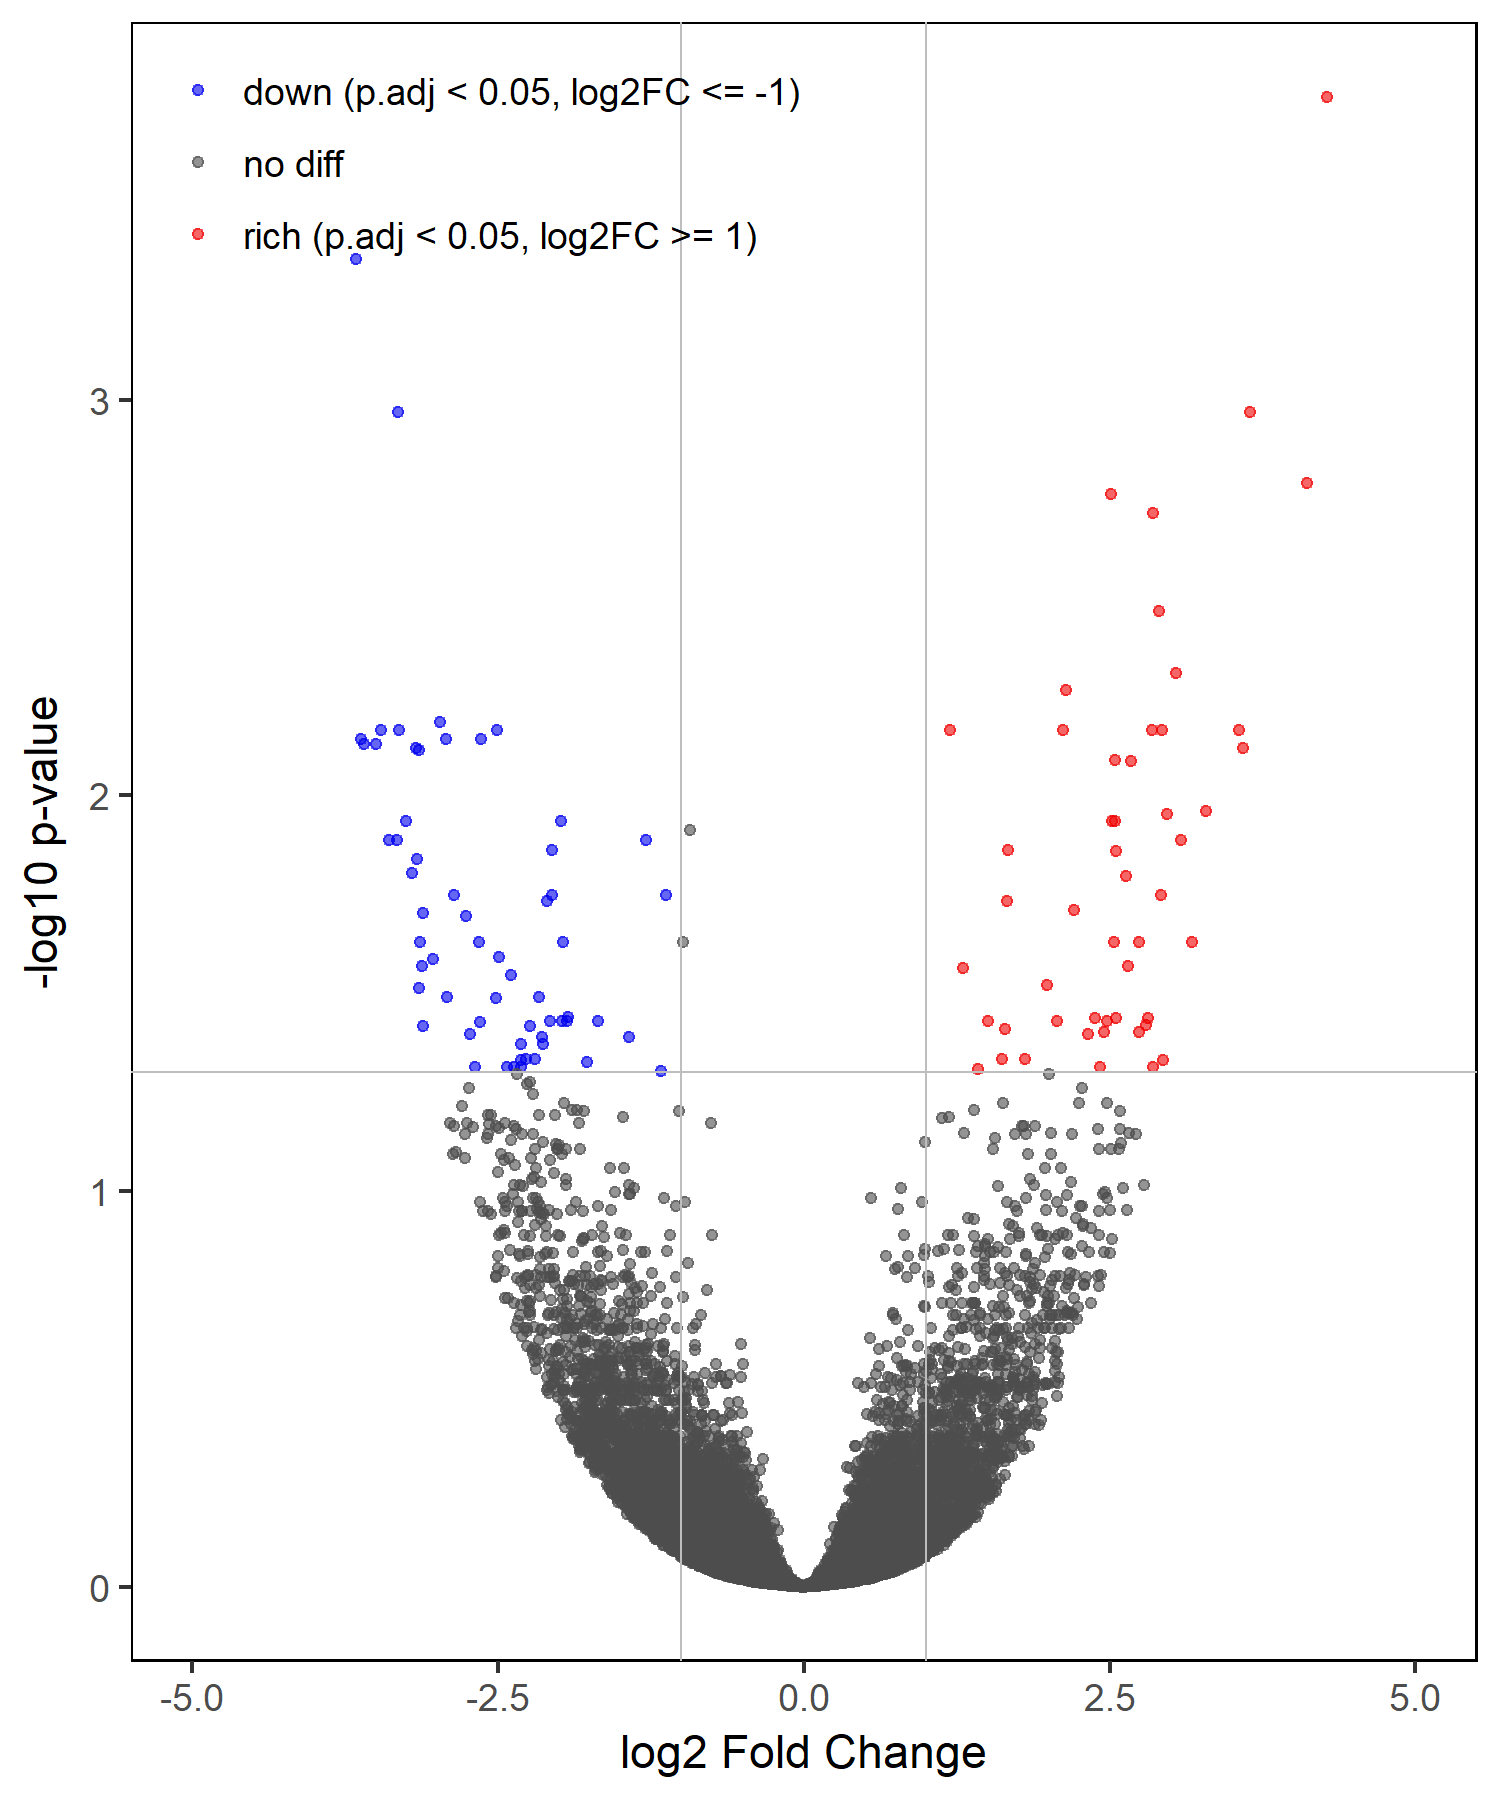 down (p.adj < 0.05, log2FC <= -1)
no diff
rich (p.adj < 0.05, log2FC >= 1)
3
2
1
0
-log10 p-value
-5.0 -2.5 0.0 2.5 5.0
log2 Fold Change